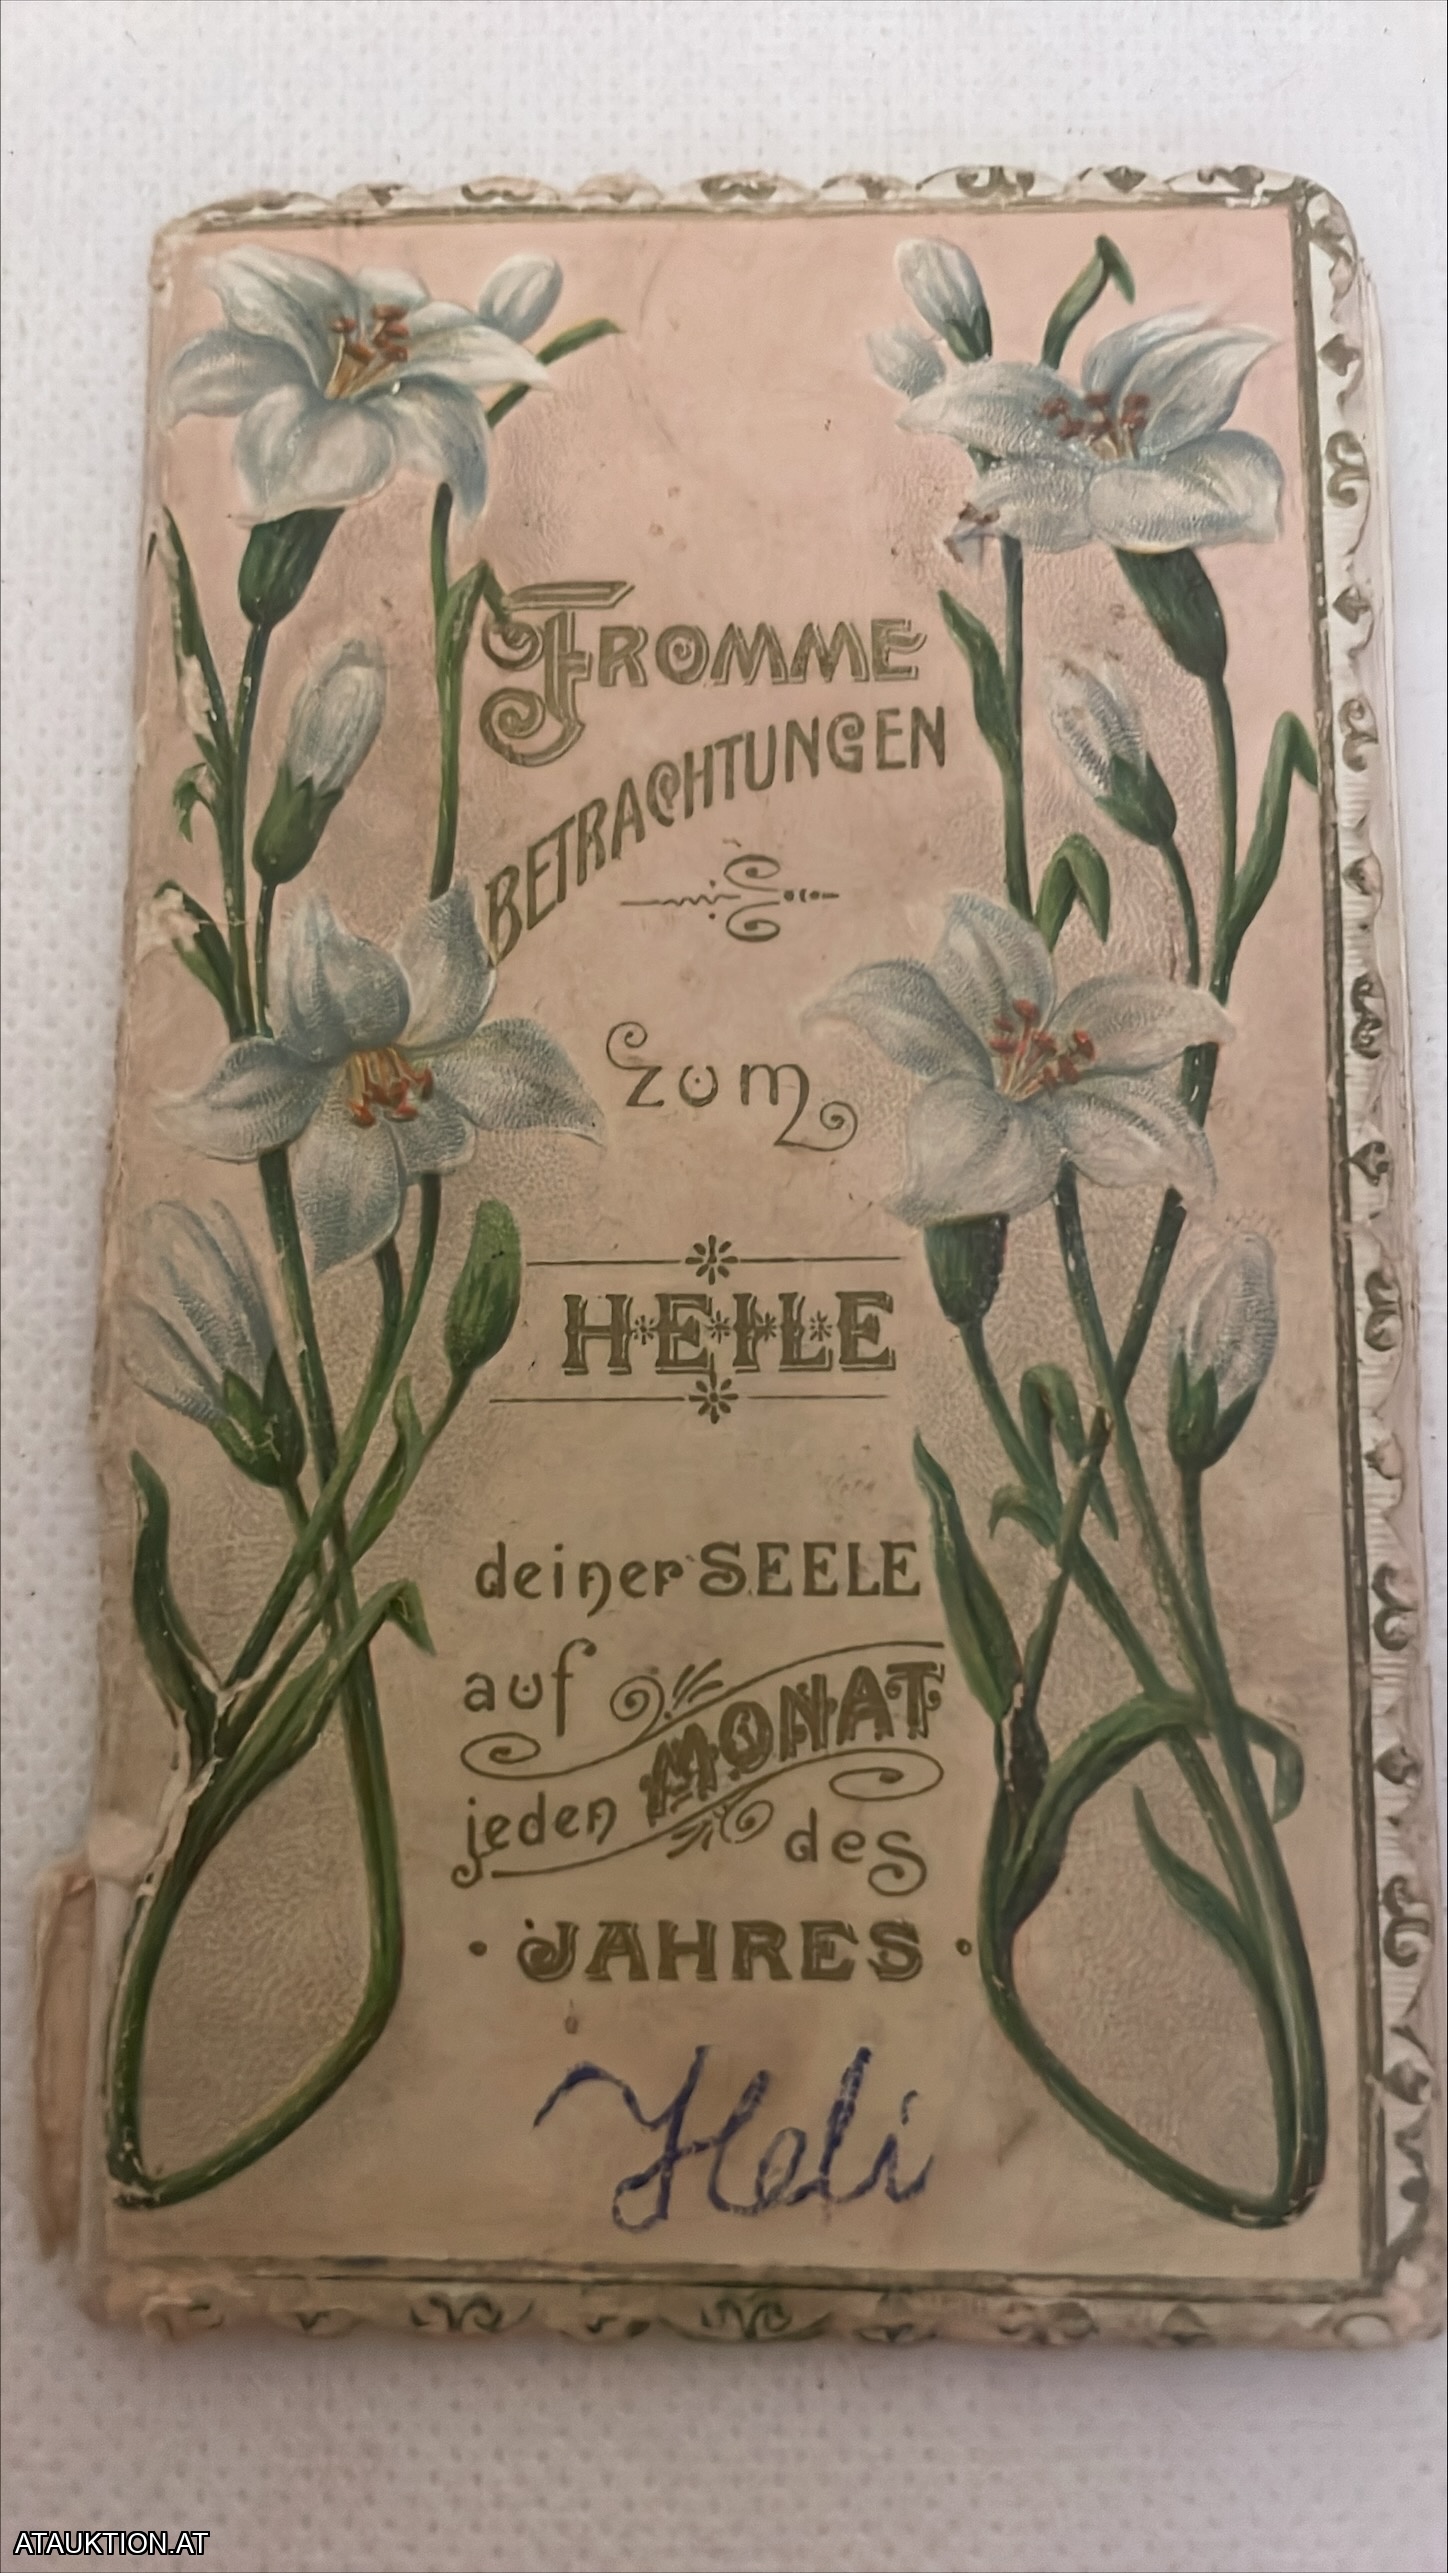 FROMME
BETRACHTUNGEN
zum
HEILE
deiner SEELE
auf
jeden MONAT
des
JAHRES
Heli
ATAUKTION.AT